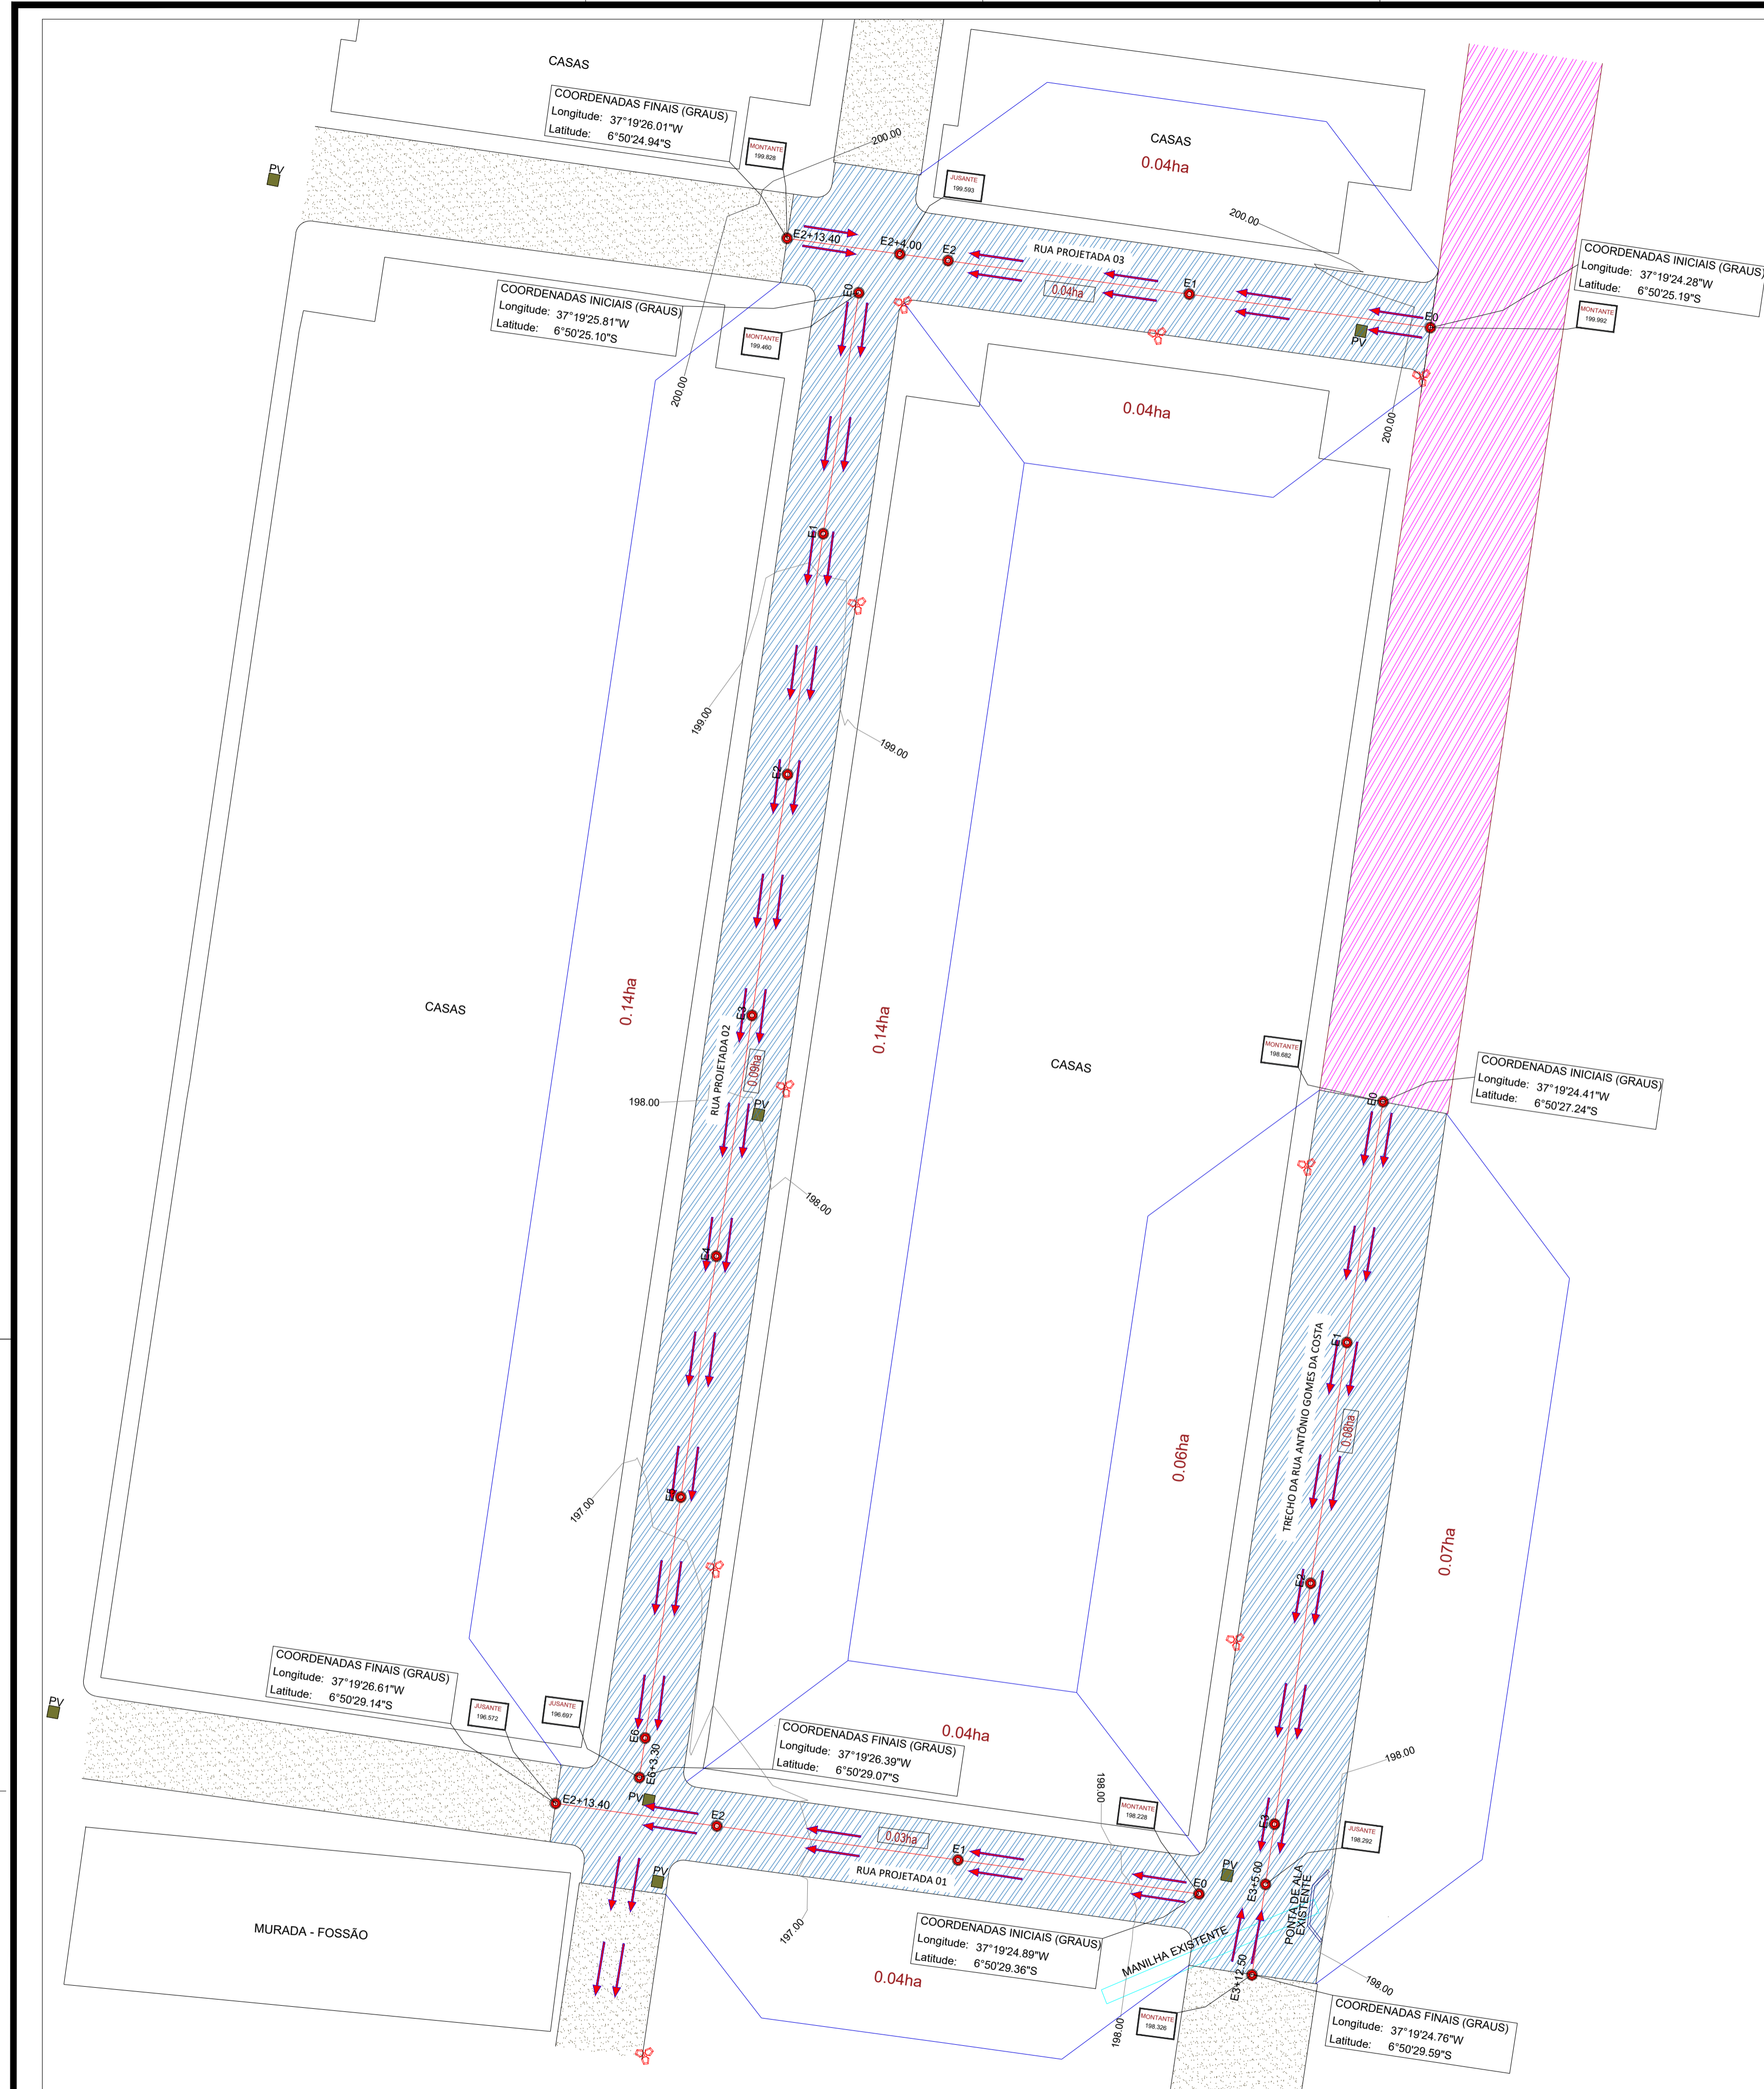 CASAS
COORDENADAS FINAIS (GRAUS)
Longitude: 37°19'26.01"W
Latitude: 6°50'24.94"S
MONTANTE
199.828
200.00
CASAS
0.04ha
JUSANTE
199.593
PV
200.00
E2+13.40
E2+4.00
E2
RUA PROJETADA 03
0.04ha
E1
E0
PV
COORDENADAS INICIAIS (GRAUS)
Longitude: 37°19'24.28"W
Latitude: 6°50'25.19"S
MONTANTE
199.992
COORDENADAS INICIAIS (GRAUS)
Longitude: 37°19'25.81"W
Latitude: 6°50'25.10"S
MONTANTE
199.460
E0
200.00
0.04ha
200.00
E1
199.00
199.00
E2
CASAS
0.14ha
0.14ha
E3
RUA PROJETADA 02
0.09ha
198.00
PV
198.00
CASAS
MONTANTE
198.682
COORDENADAS INICIAIS (GRAUS)
Longitude: 37°19'24.41"W
Latitude: 6°50'27.24"S
E0
E4
E1
TRECHO DA RUA ANTÔNIO GOMES DA COSTA
0.08ha
0.06ha
0.07ha
197.00
E5
E2
COORDENADAS FINAIS (GRAUS)
Longitude: 37°19'26.61"W
Latitude: 6°50'29.14"S
JUSANTE
196.572
JUSANTE
196.697
PV
E6
E6+3.30
COORDENADAS FINAIS (GRAUS)
Longitude: 37°19'26.39"W
Latitude: 6°50'29.07"S
0.04ha
198.00
MONTANTE
198.228
198.00
E3
JUSANTE
198.292
E2+13.40
PV
E2
0.03ha
E1
RUA PROJETADA 01
E0
PV
E3+5.00
PONTA DE ALA
EXISTENTE
PV
MURADA - FOSSÃO
197.00
COORDENADAS INICIAIS (GRAUS)
Longitude: 37°19'24.89"W
Latitude: 6°50'29.36"S
MANILHA EXISTENTE
0.04ha
E3+12.50
198.00
198.00
MONTANTE
198.326
COORDENADAS FINAIS (GRAUS)
Longitude: 37°19'24.76"W
Latitude: 6°50'29.59"S